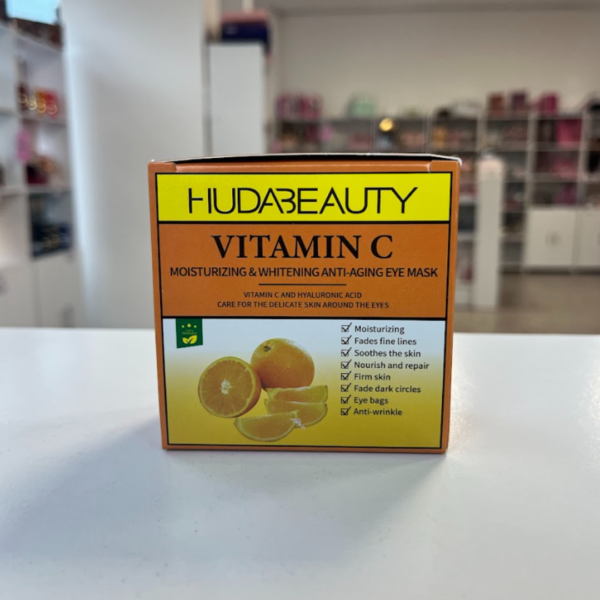 HUDABEAUTY
VITAMIN C
MOISTURIZING & WHITENING ANTI-AGING EYE MASK
VITAMIN C AND HYALURONIC ACID
CARE FOR THE DELICATE SKIN AROUND THE EYES
Moisturizing
Fades fine lines
Soothes the skin
Nourish and repair
Firm skin
Fade dark circles
Eye bags
Anti-wrinkle